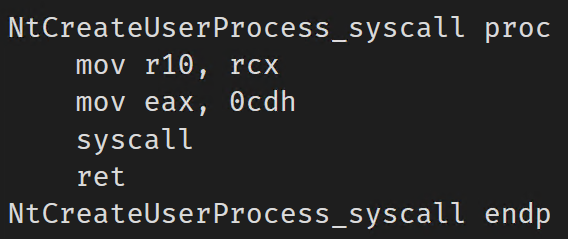 NtCreateUserProcess_syscall proc
    mov r10, rcx
    mov eax, 0cdh
    syscall
    ret
NtCreateUserProcess_syscall endp